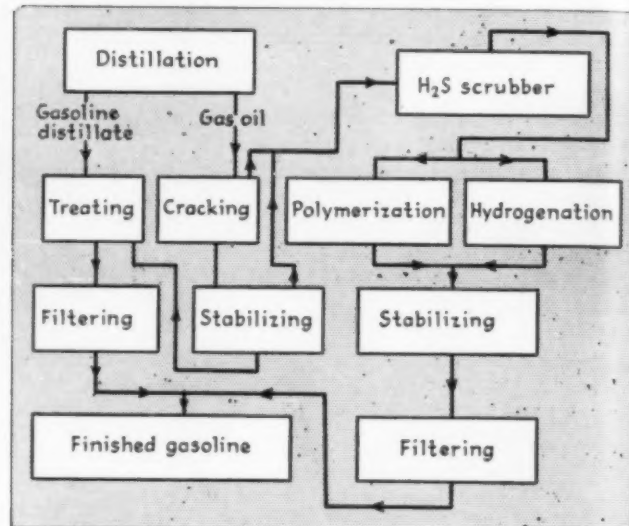 Distillation
H₂S scrubber
Gasoline
distillate
Gas oil
Treating
Cracking
Polymerization
Hydrogenation
Filtering
Stabilizing
Stabilizing
Finished gasoline
Filtering